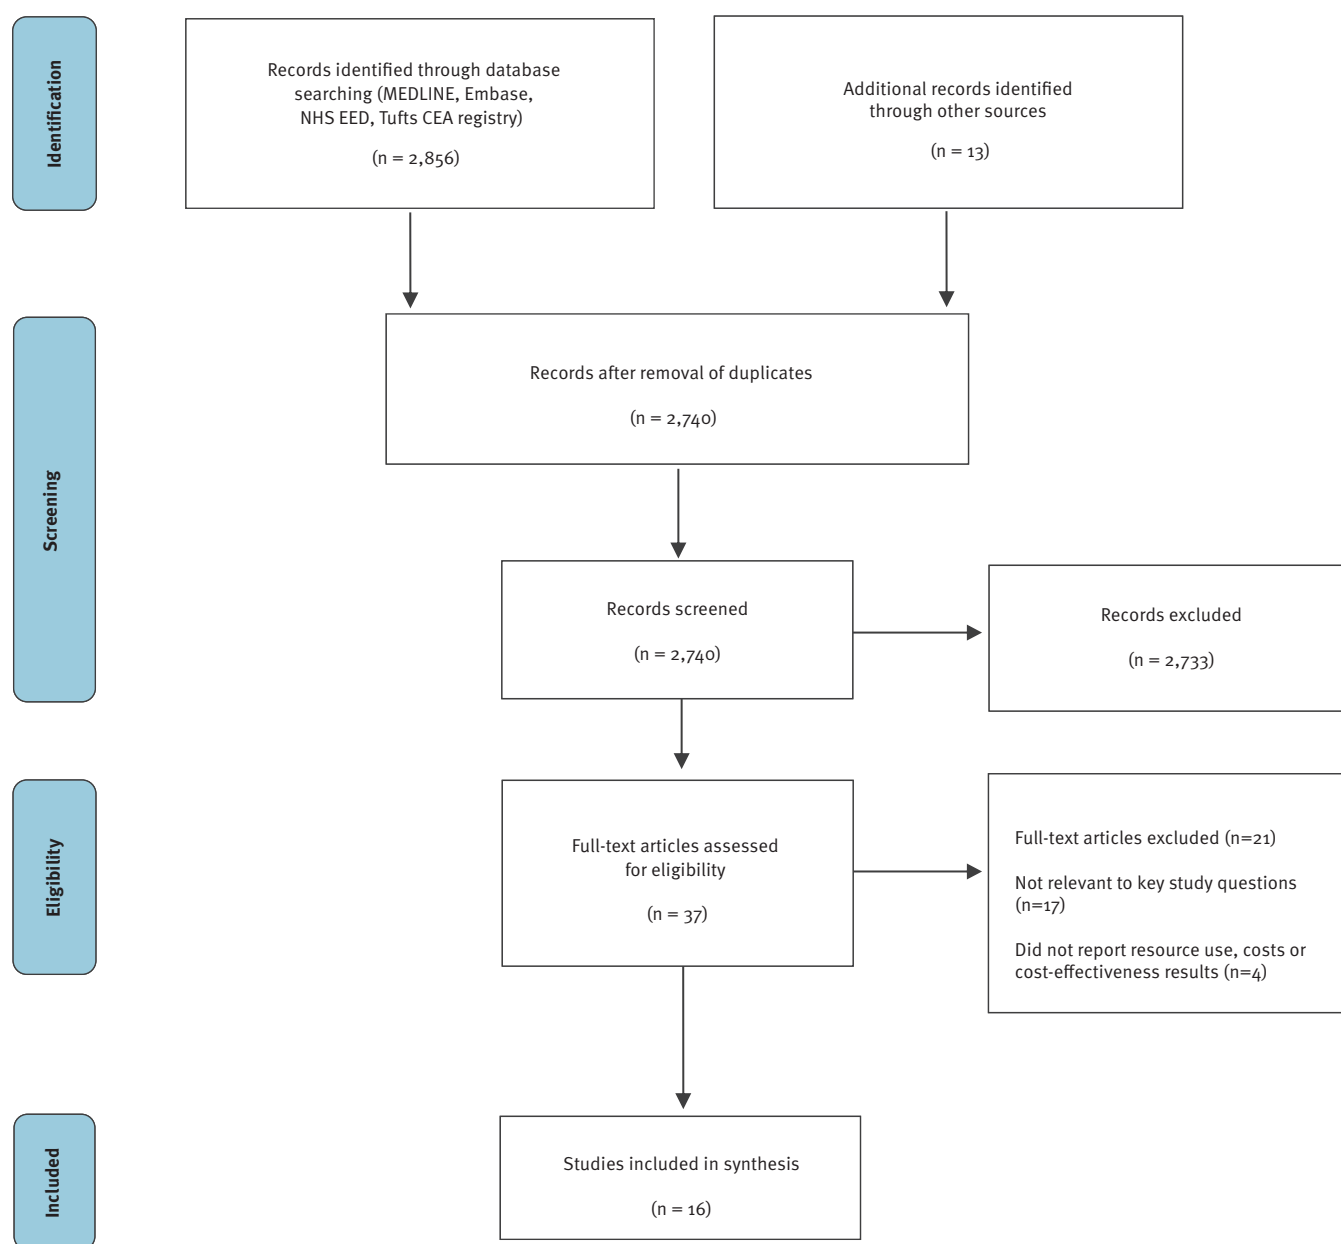 Identification
Records identified through database
searching (MEDLINE, Embase,
NHS EED, Tufts CEA registry)
(n = 2,856)
Additional records identified
through other sources
(n = 13)
Screening
Records after removal of duplicates
(n = 2,740)
Records screened
(n = 2,740)
Records excluded
(n = 2,733)
Eligibility
Full-text articles assessed
for eligibility
(n = 37)
Full-text articles excluded (n=21)
Not relevant to key study questions
(n=17)
Did not report resource use, costs or
cost-effectiveness results (n=4)
Included
Studies included in synthesis
(n = 16)